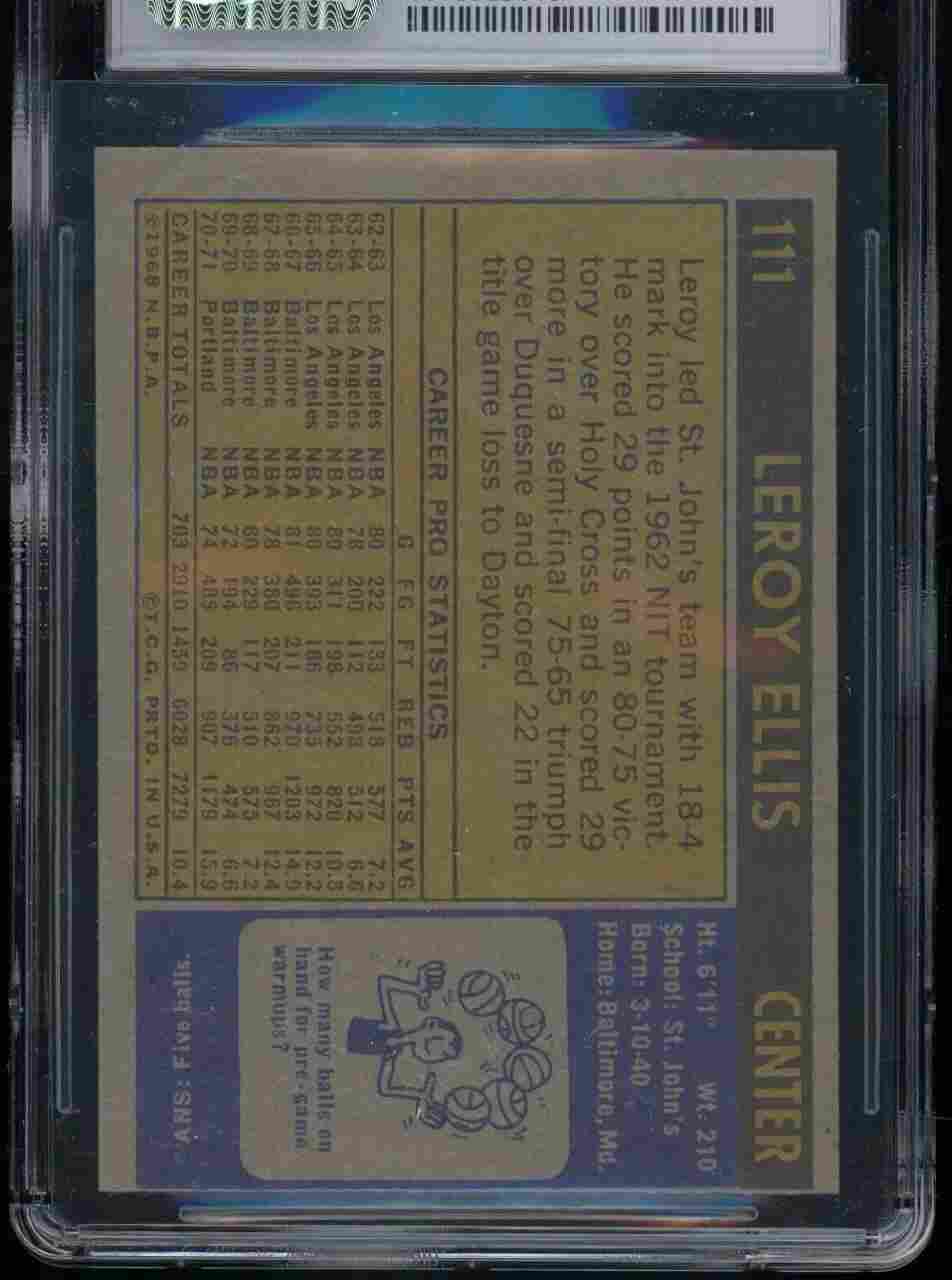 111 LEROY ELLIS CENTER
Leroy led St. John's team with 18-4
mark into the 1962 NIT tournament.
He scored 29 points in an 80-75 vic-
tory over Holy Cross and scored 29
more in a semi-final 75-65 triumph
over Duquesne and scored 22 in the
title game loss to Dayton.
CAREER PRO STATISTICS
G FG FT REB PTS AVG
62-63 Los Angeles NBA 80 222 133 518 577 7.2
63-64 Los Angeles NBA 78 200 112 498 512 6.6
64-65 Los Angeles NBA 80 311 198 652 820 10.3
65-66 Los Angeles NBA 80 393 186 735 972 12.2
66-67 Baltimore NBA 81 496 211 970 1203 14.9
67-68 Baltimore NBA 78 380 207 862 967 12.4
68-69 Baltimore NBA 80 229 117 510 575 7.2
69-70 Baltimore NBA 72 194 86 376 474 6.6
70-71 Portland NBA 74 485 209 907 1179 15.9
CAREER TOTALS 703 2910 1459 6028 7279 10.4
©1968 N.B.P.A. ©T.C.G. PRTD. IN U.S.A.
Ht. 6'11" Wt: 210
School: St. John's
Born: 3-10-40
Home: Baltimore, Md.
How many balls on
hand for pre-game
warmups?
ANS: Five balls.